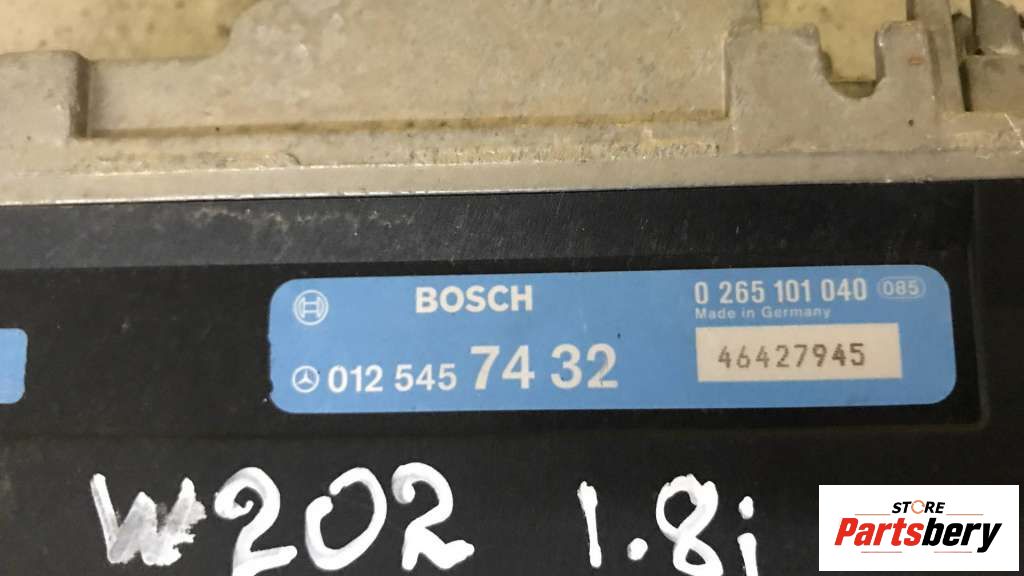 BOSCH
0 265 101 040 085
Made in Germany
012 545 74 32
46427945
W202 1.8i
STORE
Partsbery